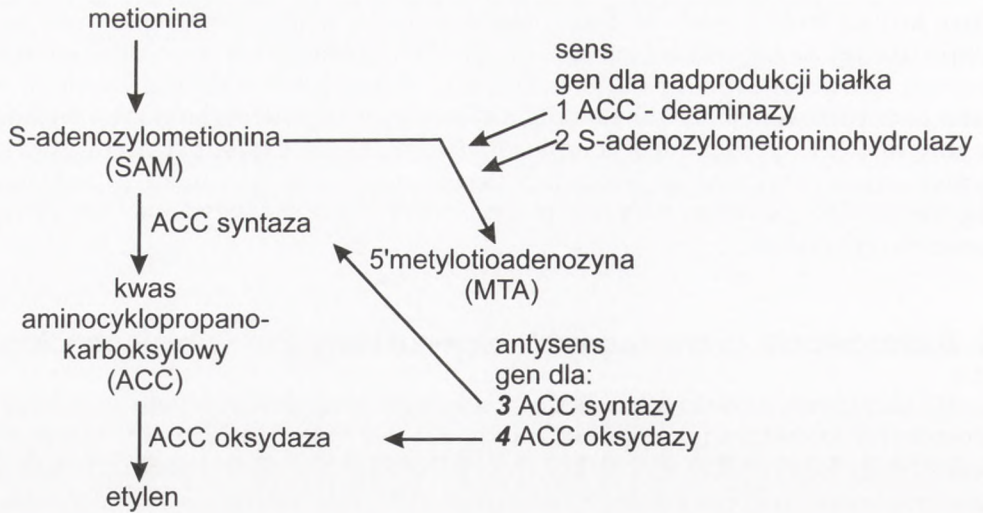 metionina
sens
gen dla nadprodukcji białka
1 ACC - deaminazy
2 S-adenozylometioninohydrolazy
S-adenozylometionina
(SAM)
ACC syntaza
5'metylotioadenozyna
(MTA)
kwas
aminocyklopropano-
karboksylowy
(ACC)
antysens
gen dla:
3 ACC syntazy
4 ACC oksydazy
ACC oksydaza
etylen